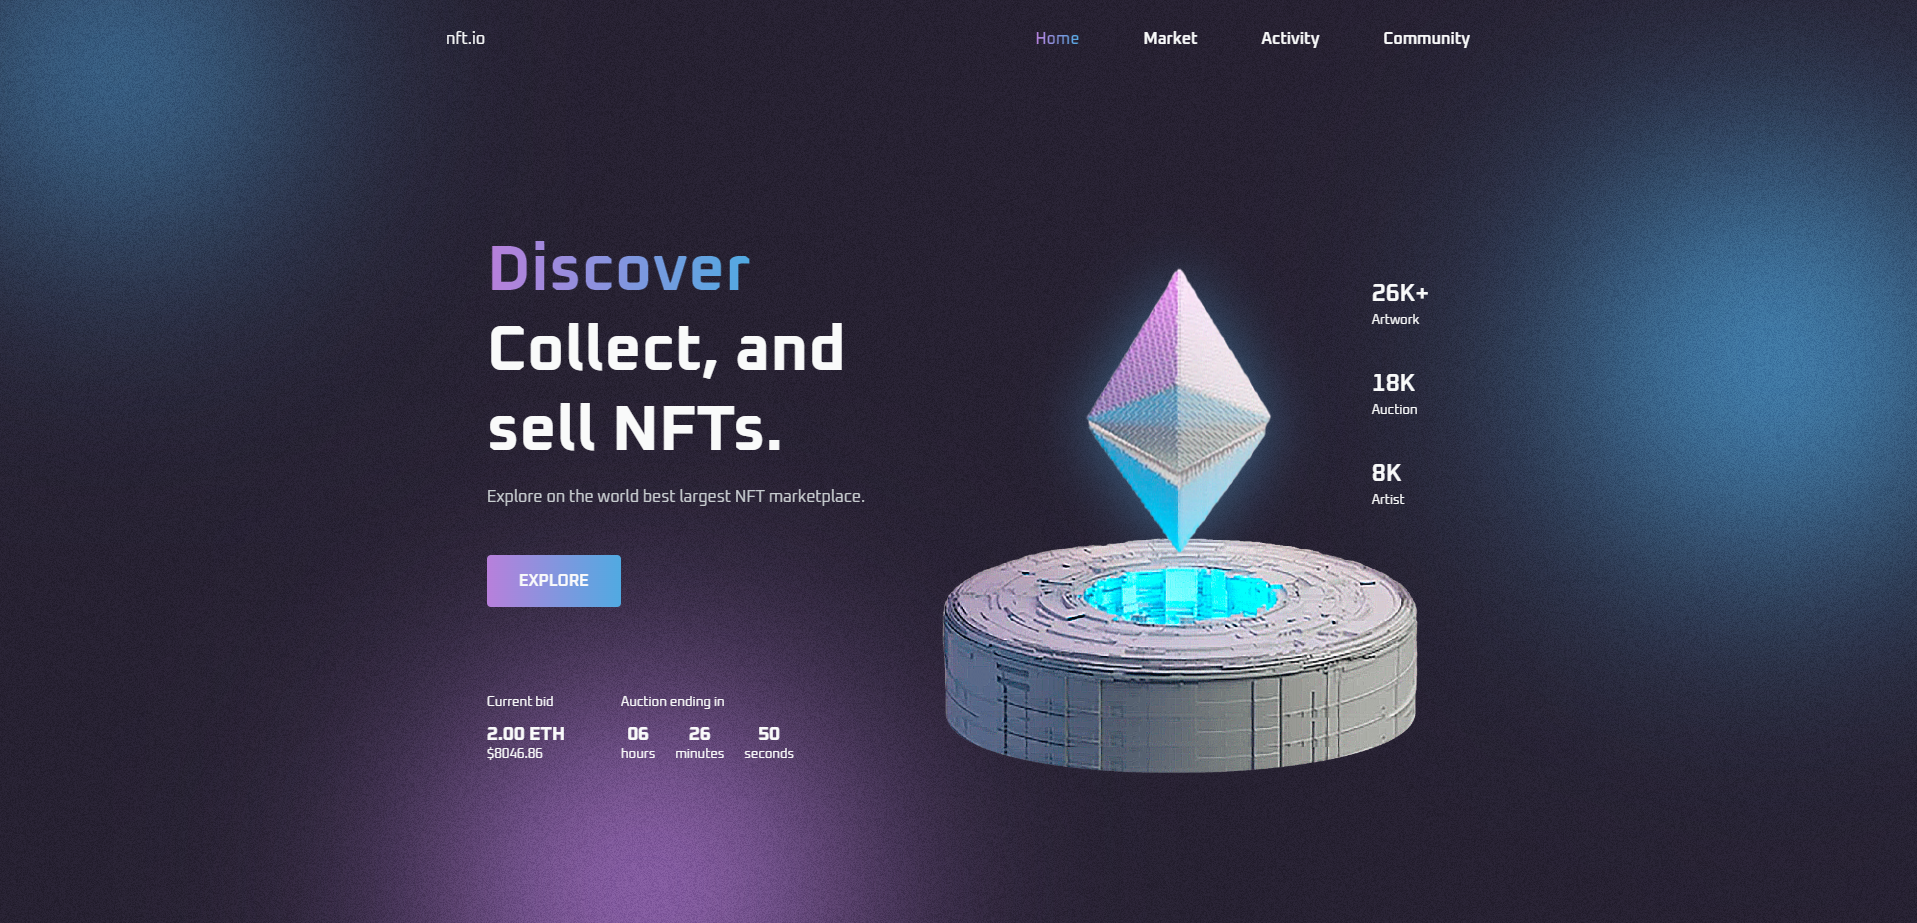 nft.io
Home Market Activity Community
Discover
Collect, and
sell NFTs.
Explore on the world best largest NFT marketplace.
EXPLORE
Current bid
2.00 ETH
$8046.86
Auction ending in
06 26 50
hours minutes seconds
26K+
Artwork
18K
Auction
8K
Artist